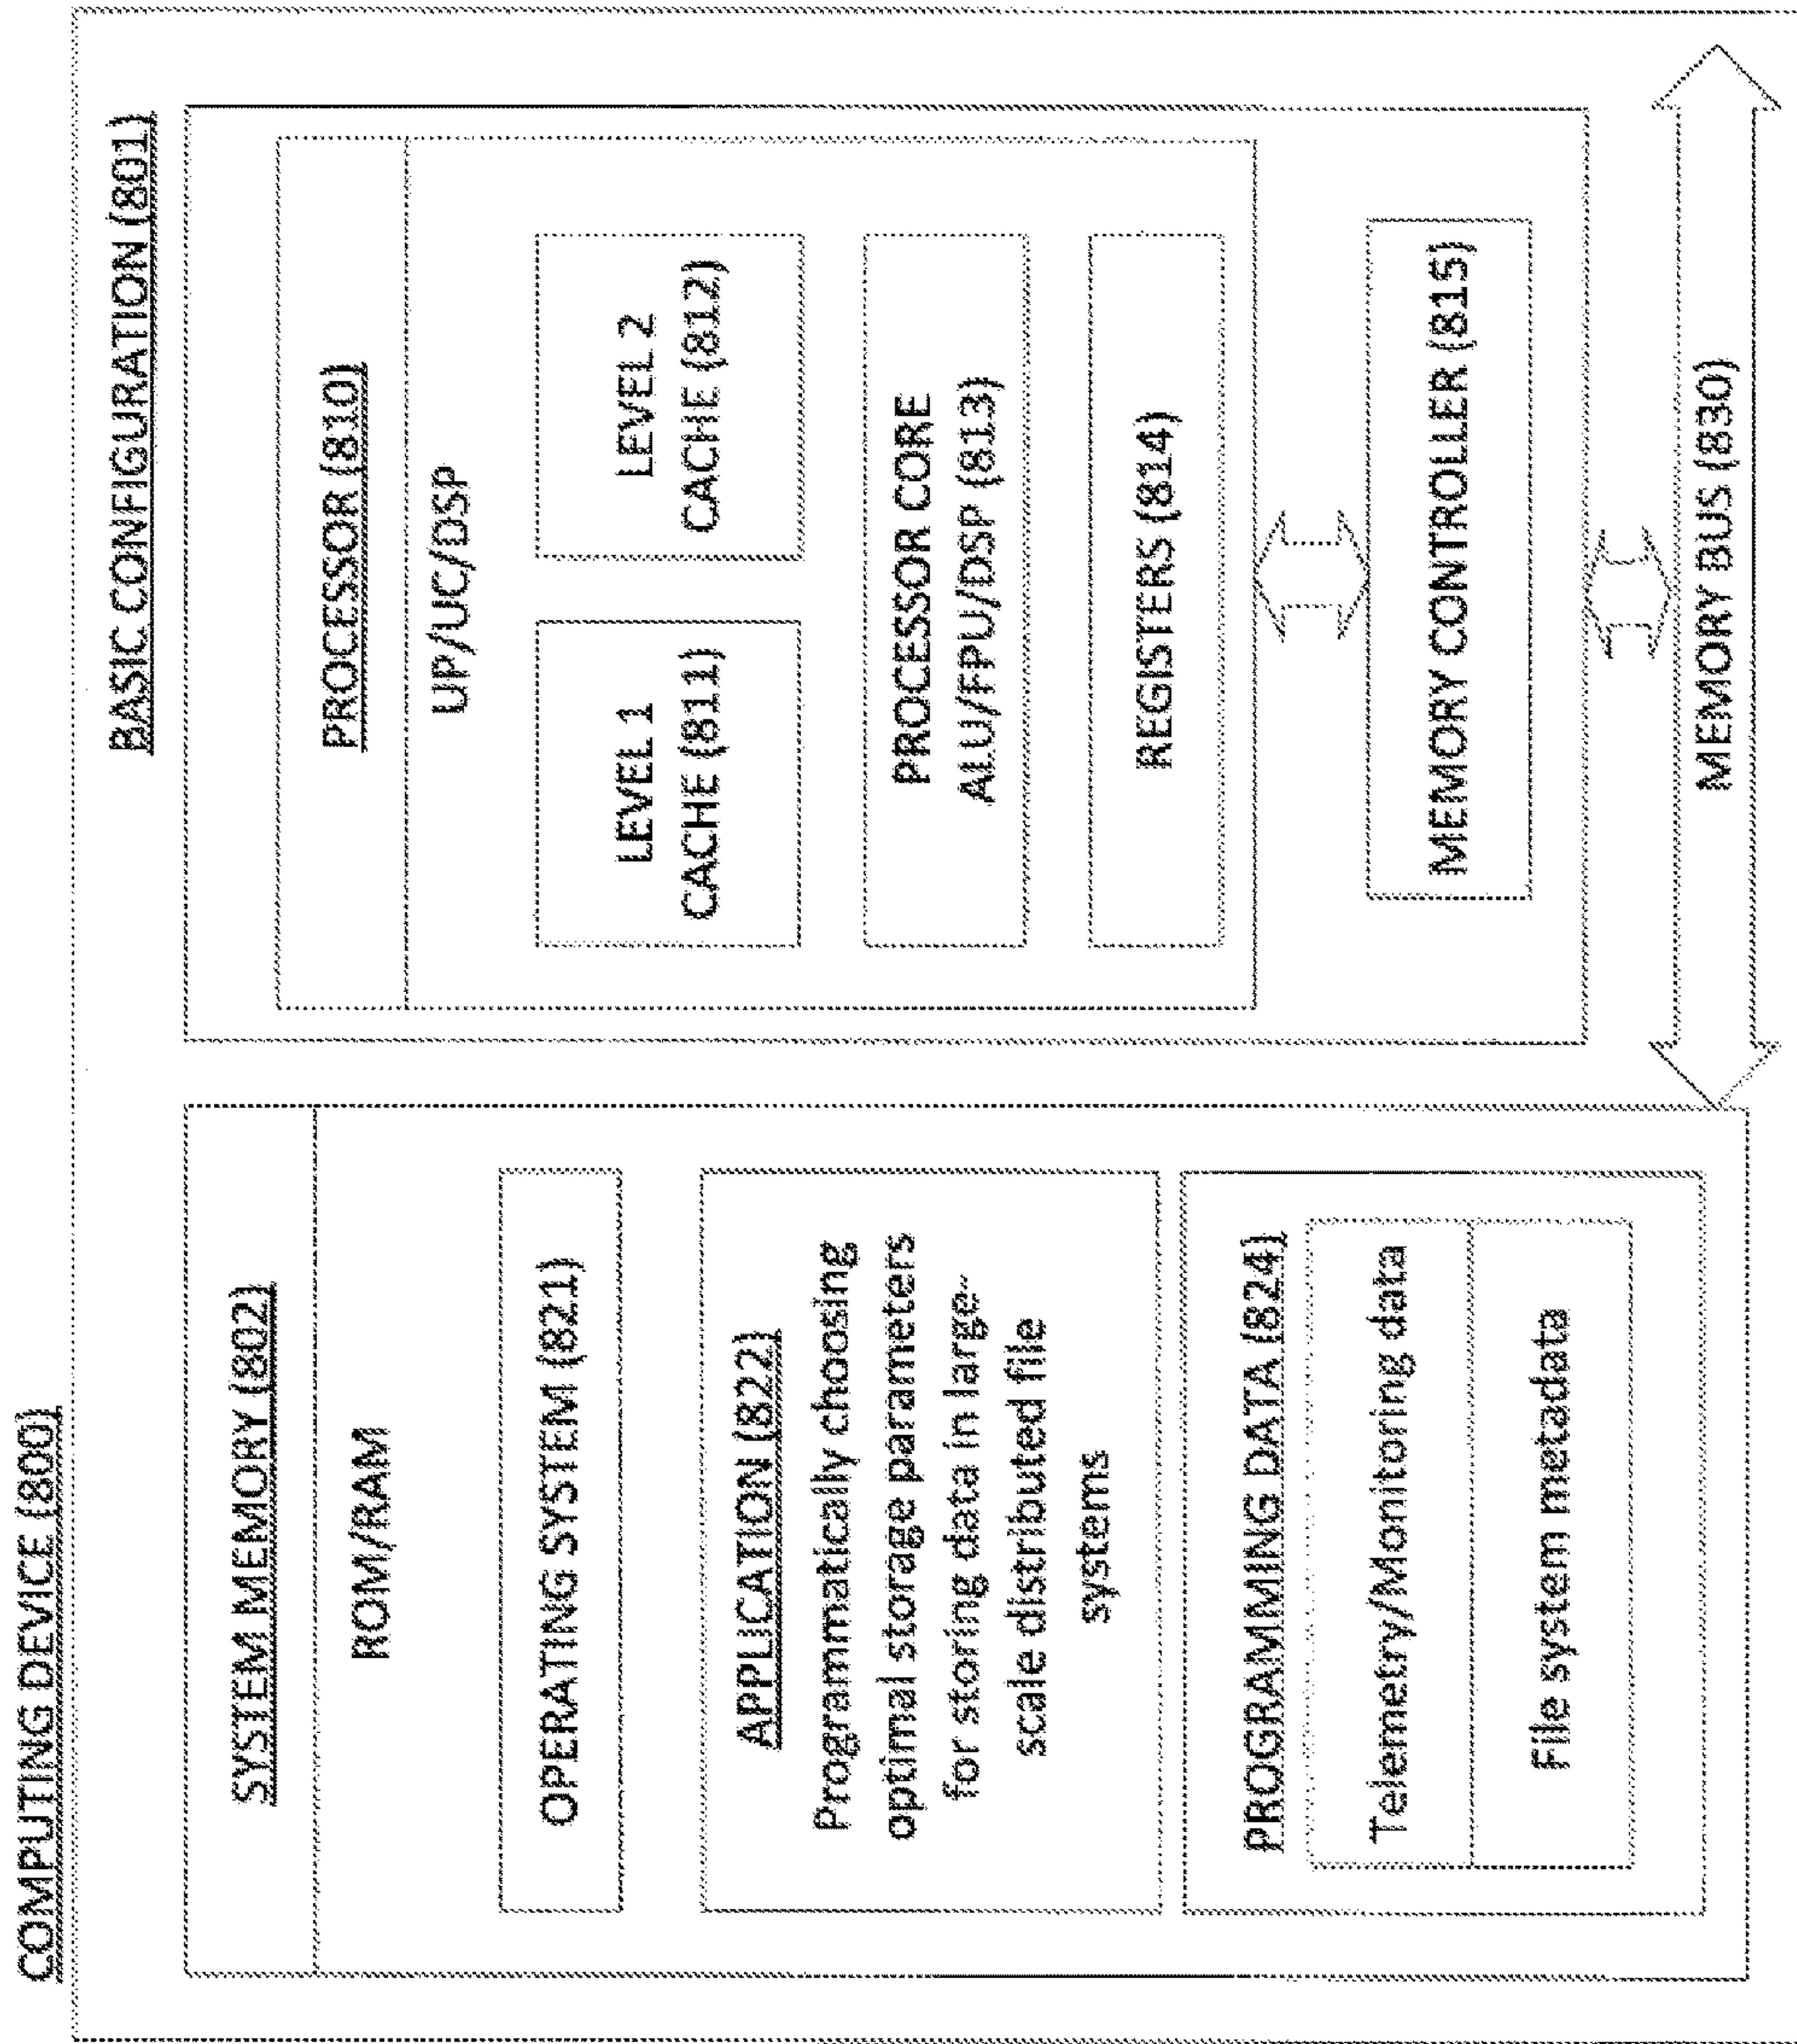 COMPUTING DEVICE (800)
SYSTEM MEMORY (802)
ROM/RAM
OPERATING SYSTEM (821)
APPLICATION (822)
Programmatically choosing
optimal storage parameters
for storing data in large-
scale distributed file
systems
PROGRAMMING DATA (824)
Telemetry/Monitoring data
File system metadata
BASIC CONFIGURATION (801)
PROCESSOR (810)
UP/UC/DSP
LEVEL 1
CACHE (811)
LEVEL 2
CACHE (812)
PROCESSOR CORE
ALU/FPU/DSP (813)
REGISTERS (814)
MEMORY CONTROLLER (815)
MEMORY BUS (830)